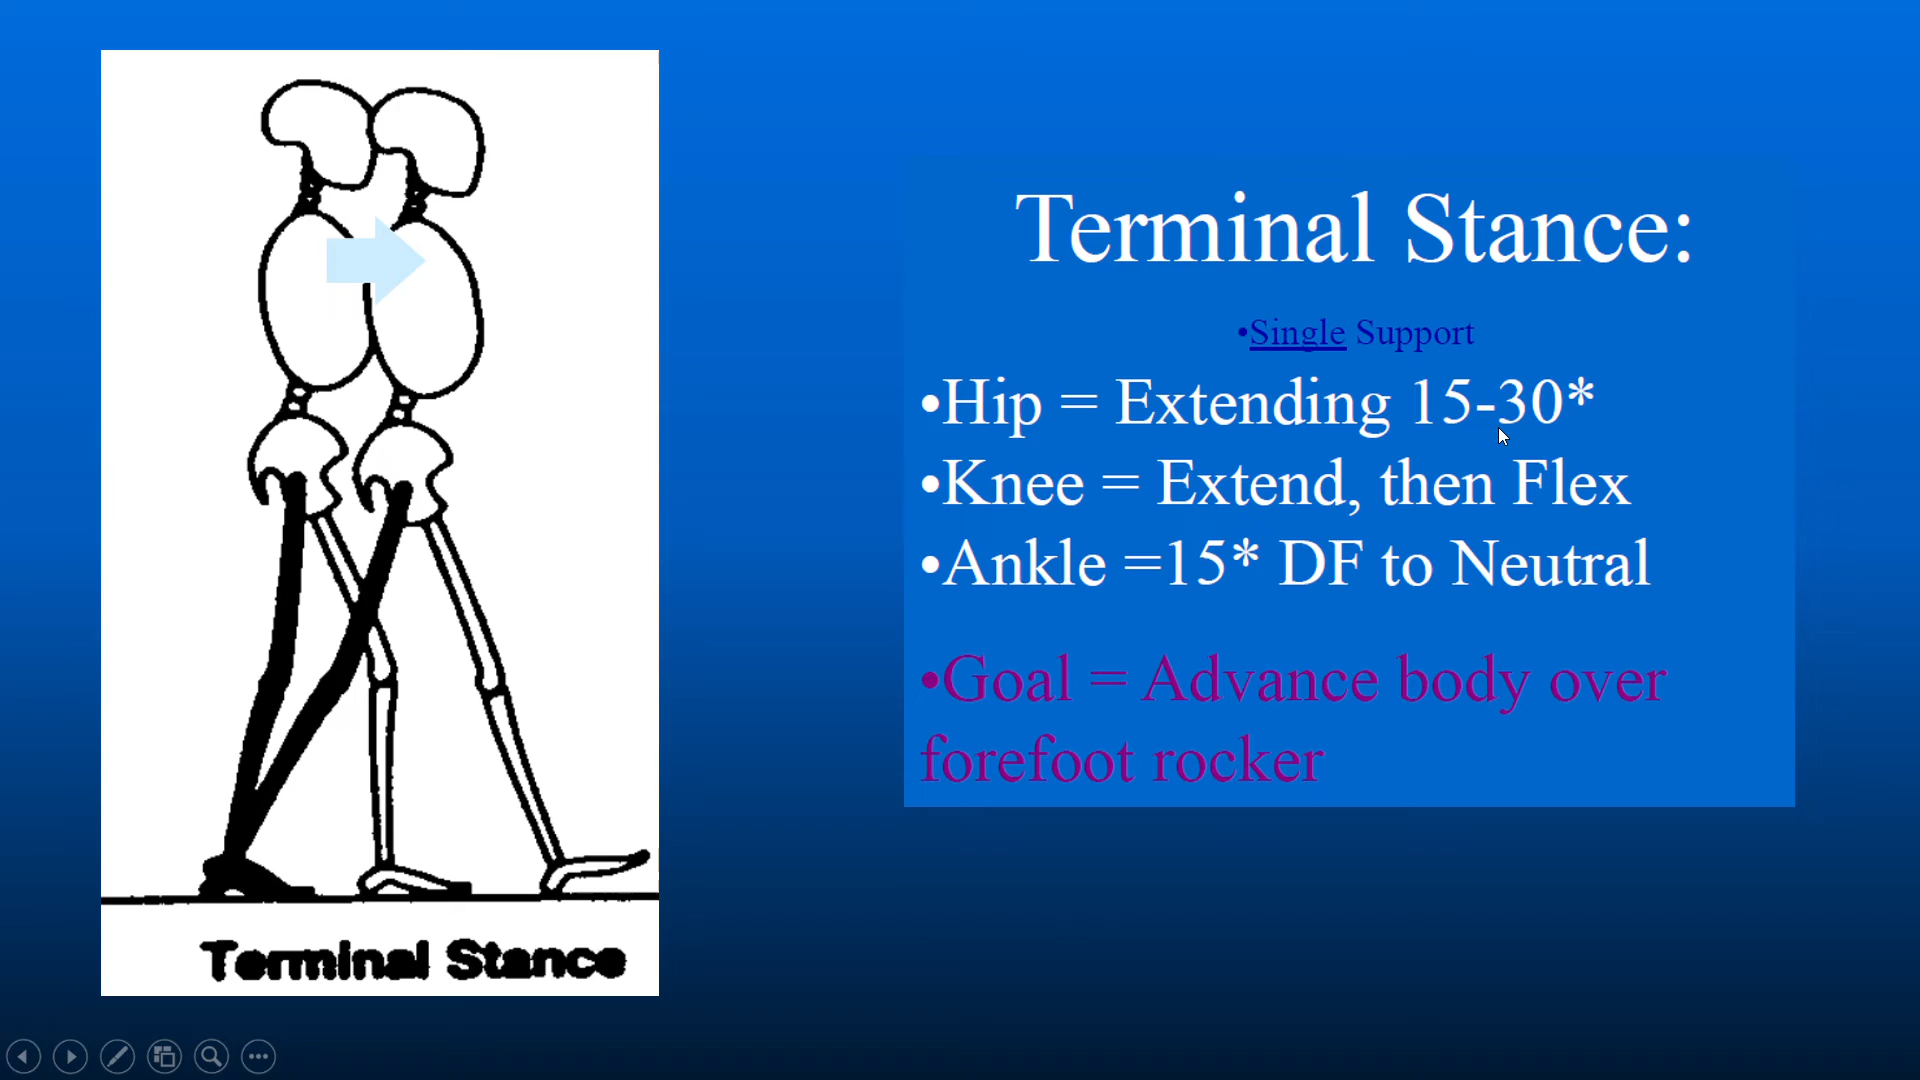 Terminal Stance:
•Single Support
•Hip = Extending 15-30*
•Knee = Extend, then Flex
•Ankle =15* DF to Neutral
•Goal = Advance body over
forefoot rocker
Terminal Stance